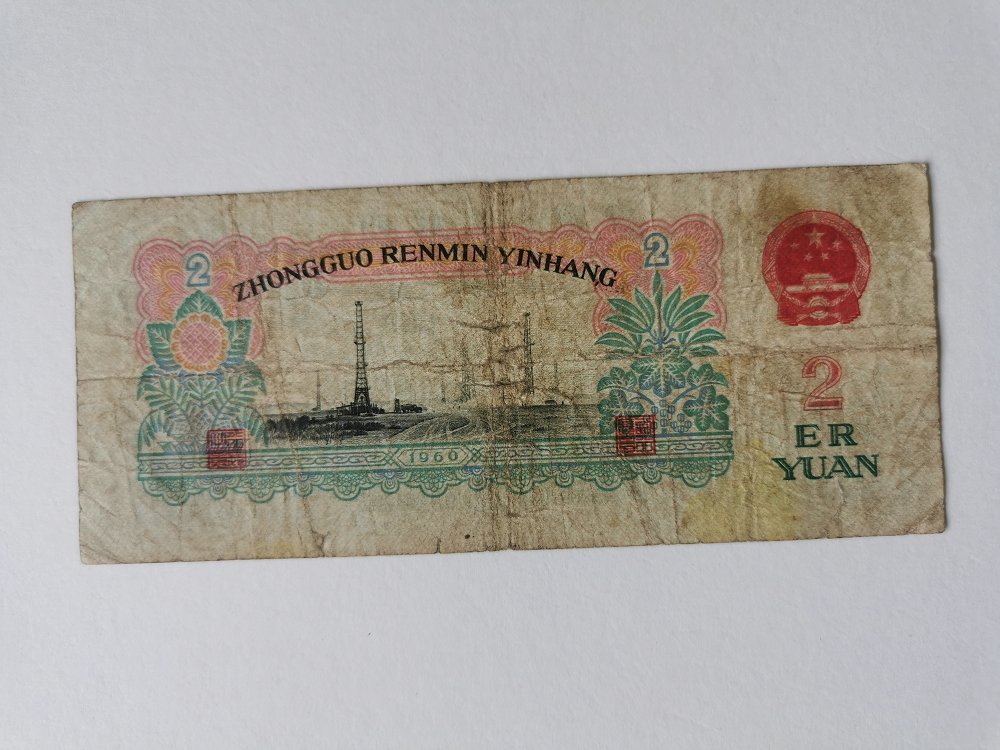 2 2
ZHONGGUO RENMIN YINHANG
2
ER
YUAN
1960